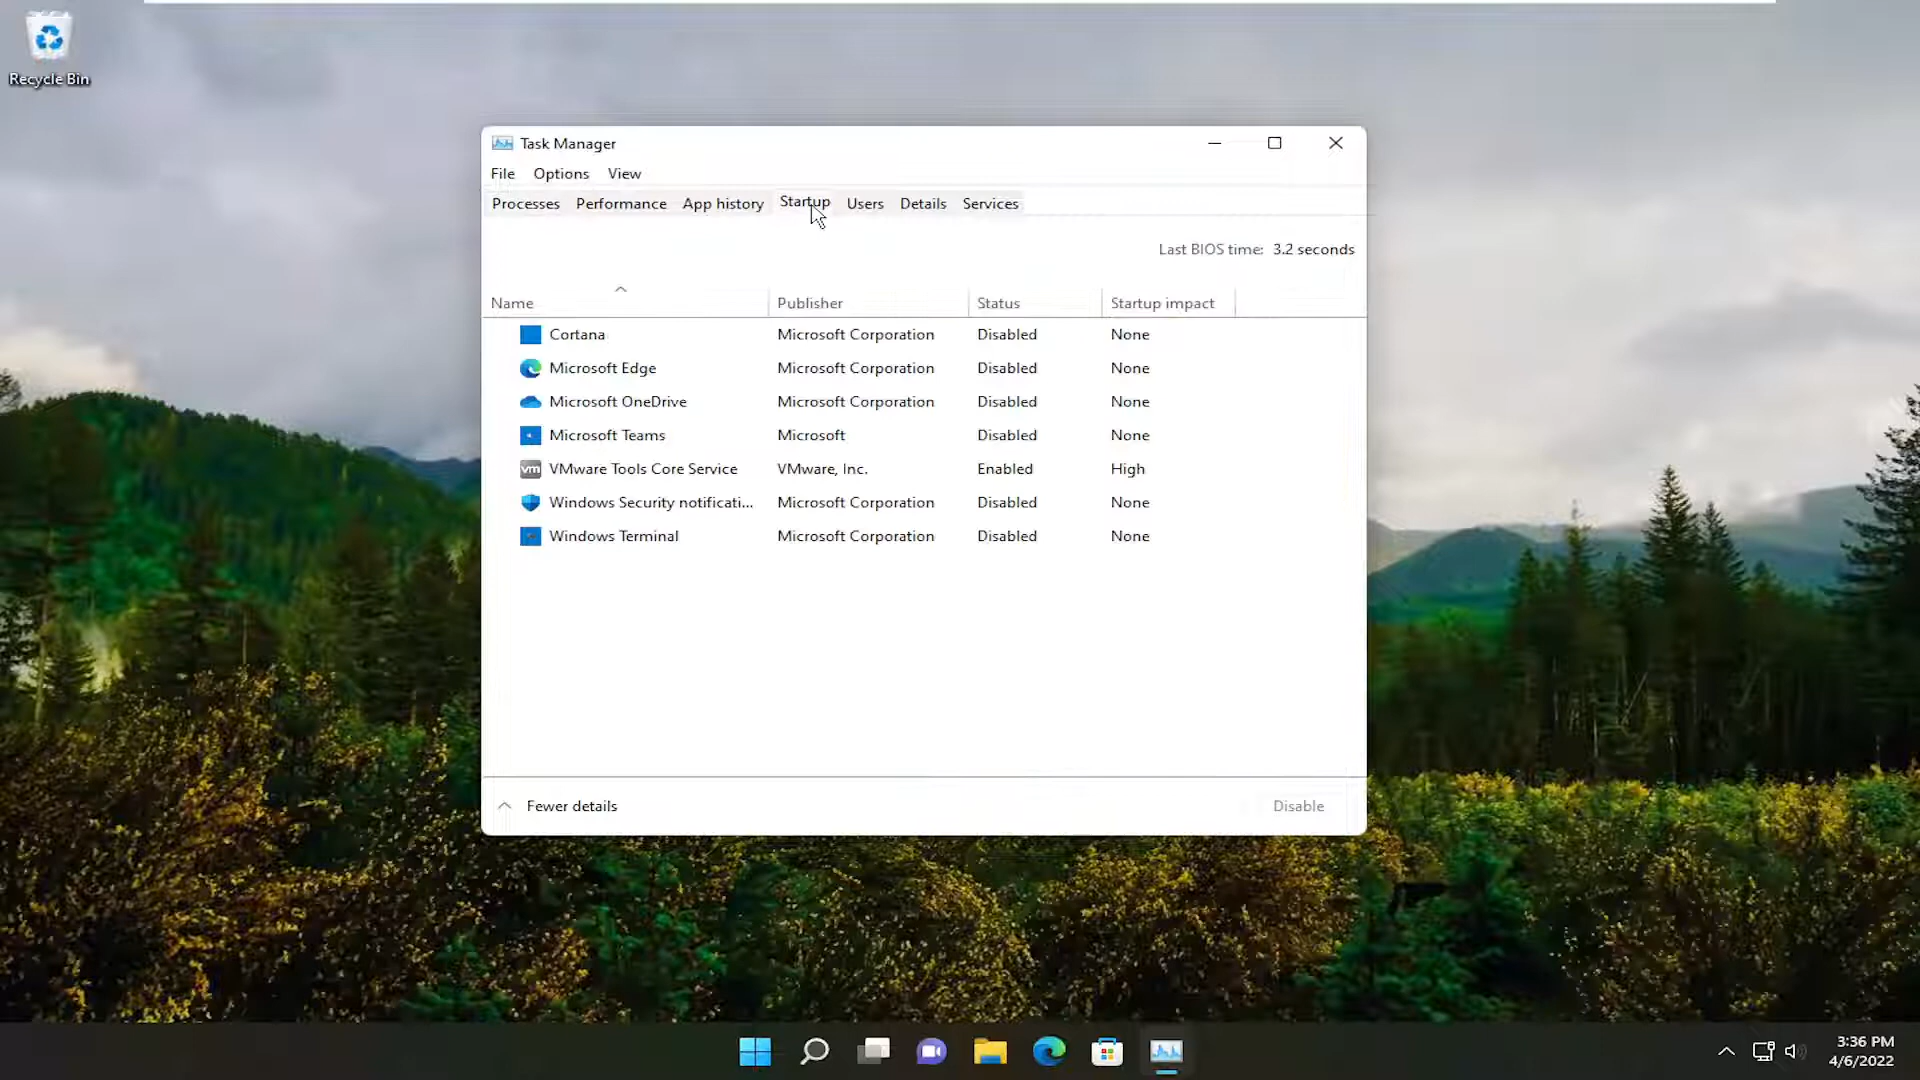 Recycle Bin
Task Manager
File Options View
Processes Performance App history Startup Users Details Services
Last BIOS time: 3.2 seconds
Name Publisher Status Startup impact
Cortana Microsoft Corporation Disabled None
Microsoft Edge Microsoft Corporation Disabled None
Microsoft OneDrive Microsoft Corporation Disabled None
Microsoft Teams Microsoft Disabled None
vm VMware Tools Core Service VMware, Inc. Enabled High
Windows Security notificati... Microsoft Corporation Disabled None
Windows Terminal Microsoft Corporation Disabled None
Fewer details Disable
3:36 PM
4/6/2022